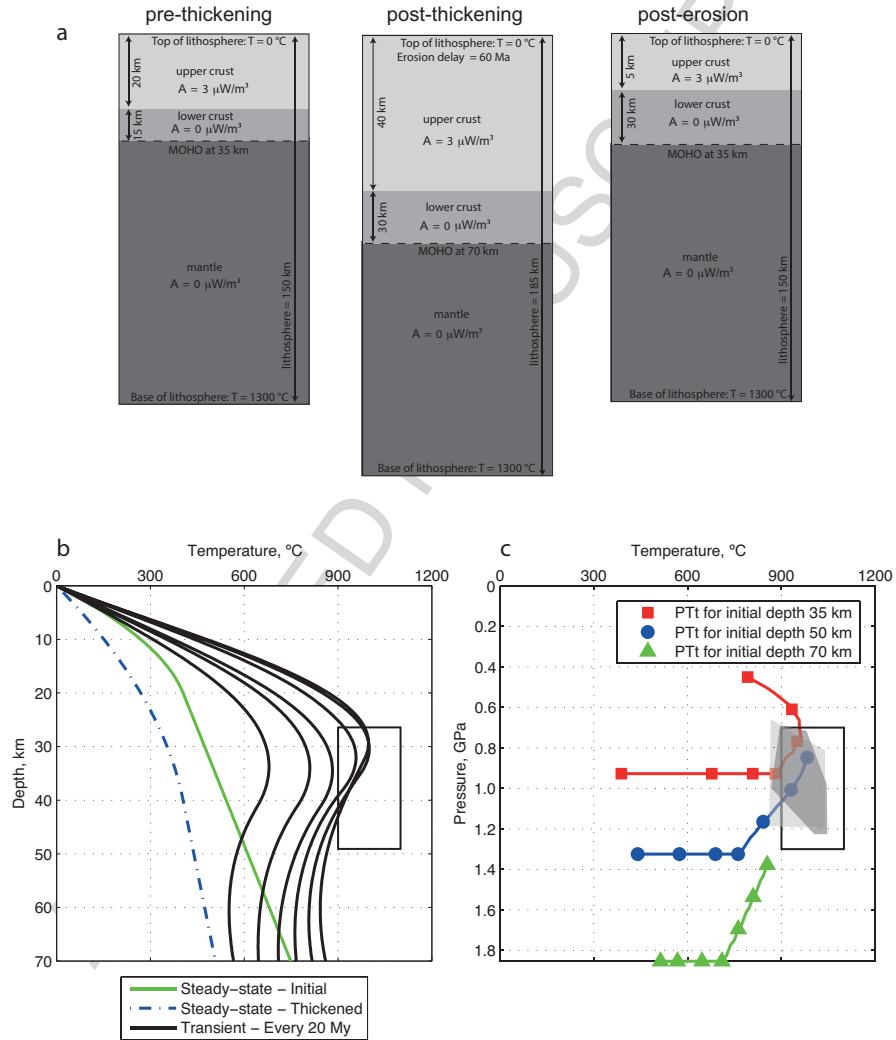 pre-thickening
post-thickening
post-erosion
a
Top of lithosphere: T = 0 °C
20 km
upper crust
A = 3 µW/m³
15 km
lower crust
A = 0 µW/m³
MOHO at 35 km
mantle
A = 0 µW/m³
lithosphere = 150 km
Base of lithosphere: T = 1300 °C
Top of lithosphere: T = 0 °C
Erosion delay = 60 Ma
40 km
upper crust
A = 3 µW/m³
30 km
lower crust
A = 0 µW/m³
MOHO at 70 km
mantle
A = 0 µW/m³
lithosphere = 185 km
Base of lithosphere: T = 1300 °C
Top of lithosphere: T = 0 °C
5 km
upper crust
A = 3 µW/m³
30 km
lower crust
A = 0 µW/m³
MOHO at 35 km
mantle
A = 0 µW/m³
lithosphere = 150 km
Base of lithosphere: T = 1300 °C
b
Temperature, ºC
0 300 600 900 1200
0
10
20
30
40
50
60
70
Depth, km
Steady-state - Initial
Steady-state - Thickened
Transient - Every 20 My
c
Temperature, ºC
0 300 600 900 1200
0
0.2
0.4
0.6
0.8
1.0
1.2
1.4
1.6
1.8
Pressure, GPa
PTt for initial depth 35 km
PTt for initial depth 50 km
PTt for initial depth 70 km